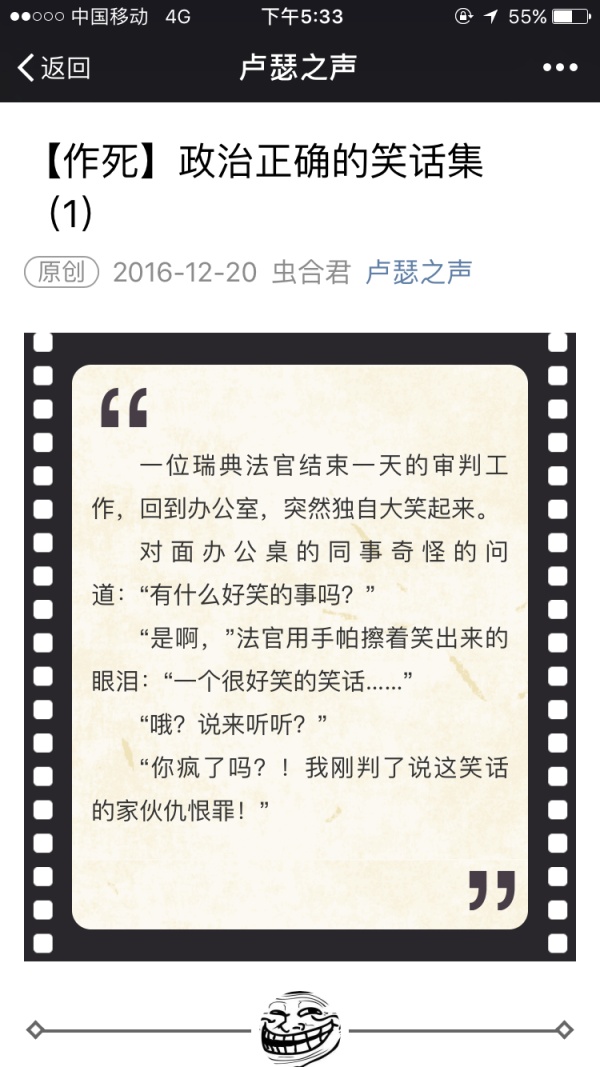 中国移动 4G 下午5:33 55%
返回 卢瑟之声
【作死】政治正确的笑话集
(1)
原创 2016-12-20 虫合君 卢瑟之声
“
一位瑞典法官结束一天的审判工
作，回到办公室，突然独自大笑起来。
对面办公桌的同事奇怪的问
道：“有什么好笑的事吗？”
“是啊，”法官用手帕擦着笑出来的
眼泪：“一个很好笑的笑话……”
“哦？说来听听？”
“你疯了吗？！我刚判了说这笑话
的家伙仇恨罪！”
”